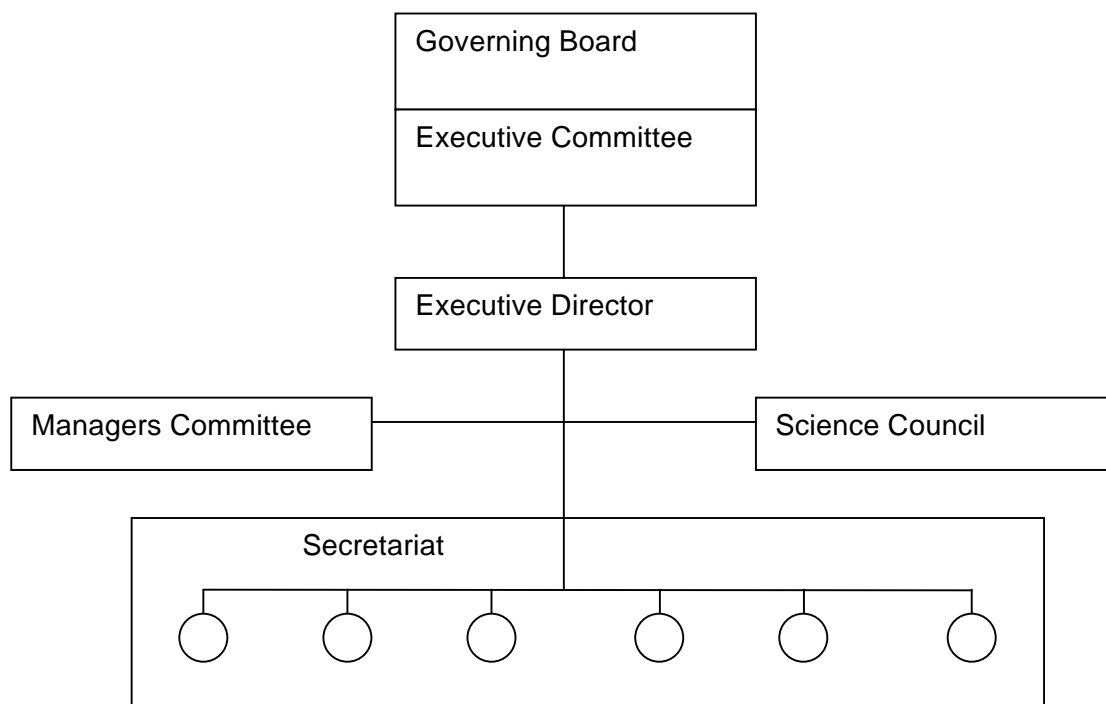 Governing Board
Executive Committee
Executive Director
Managers Committee
Science Council
Secretariat